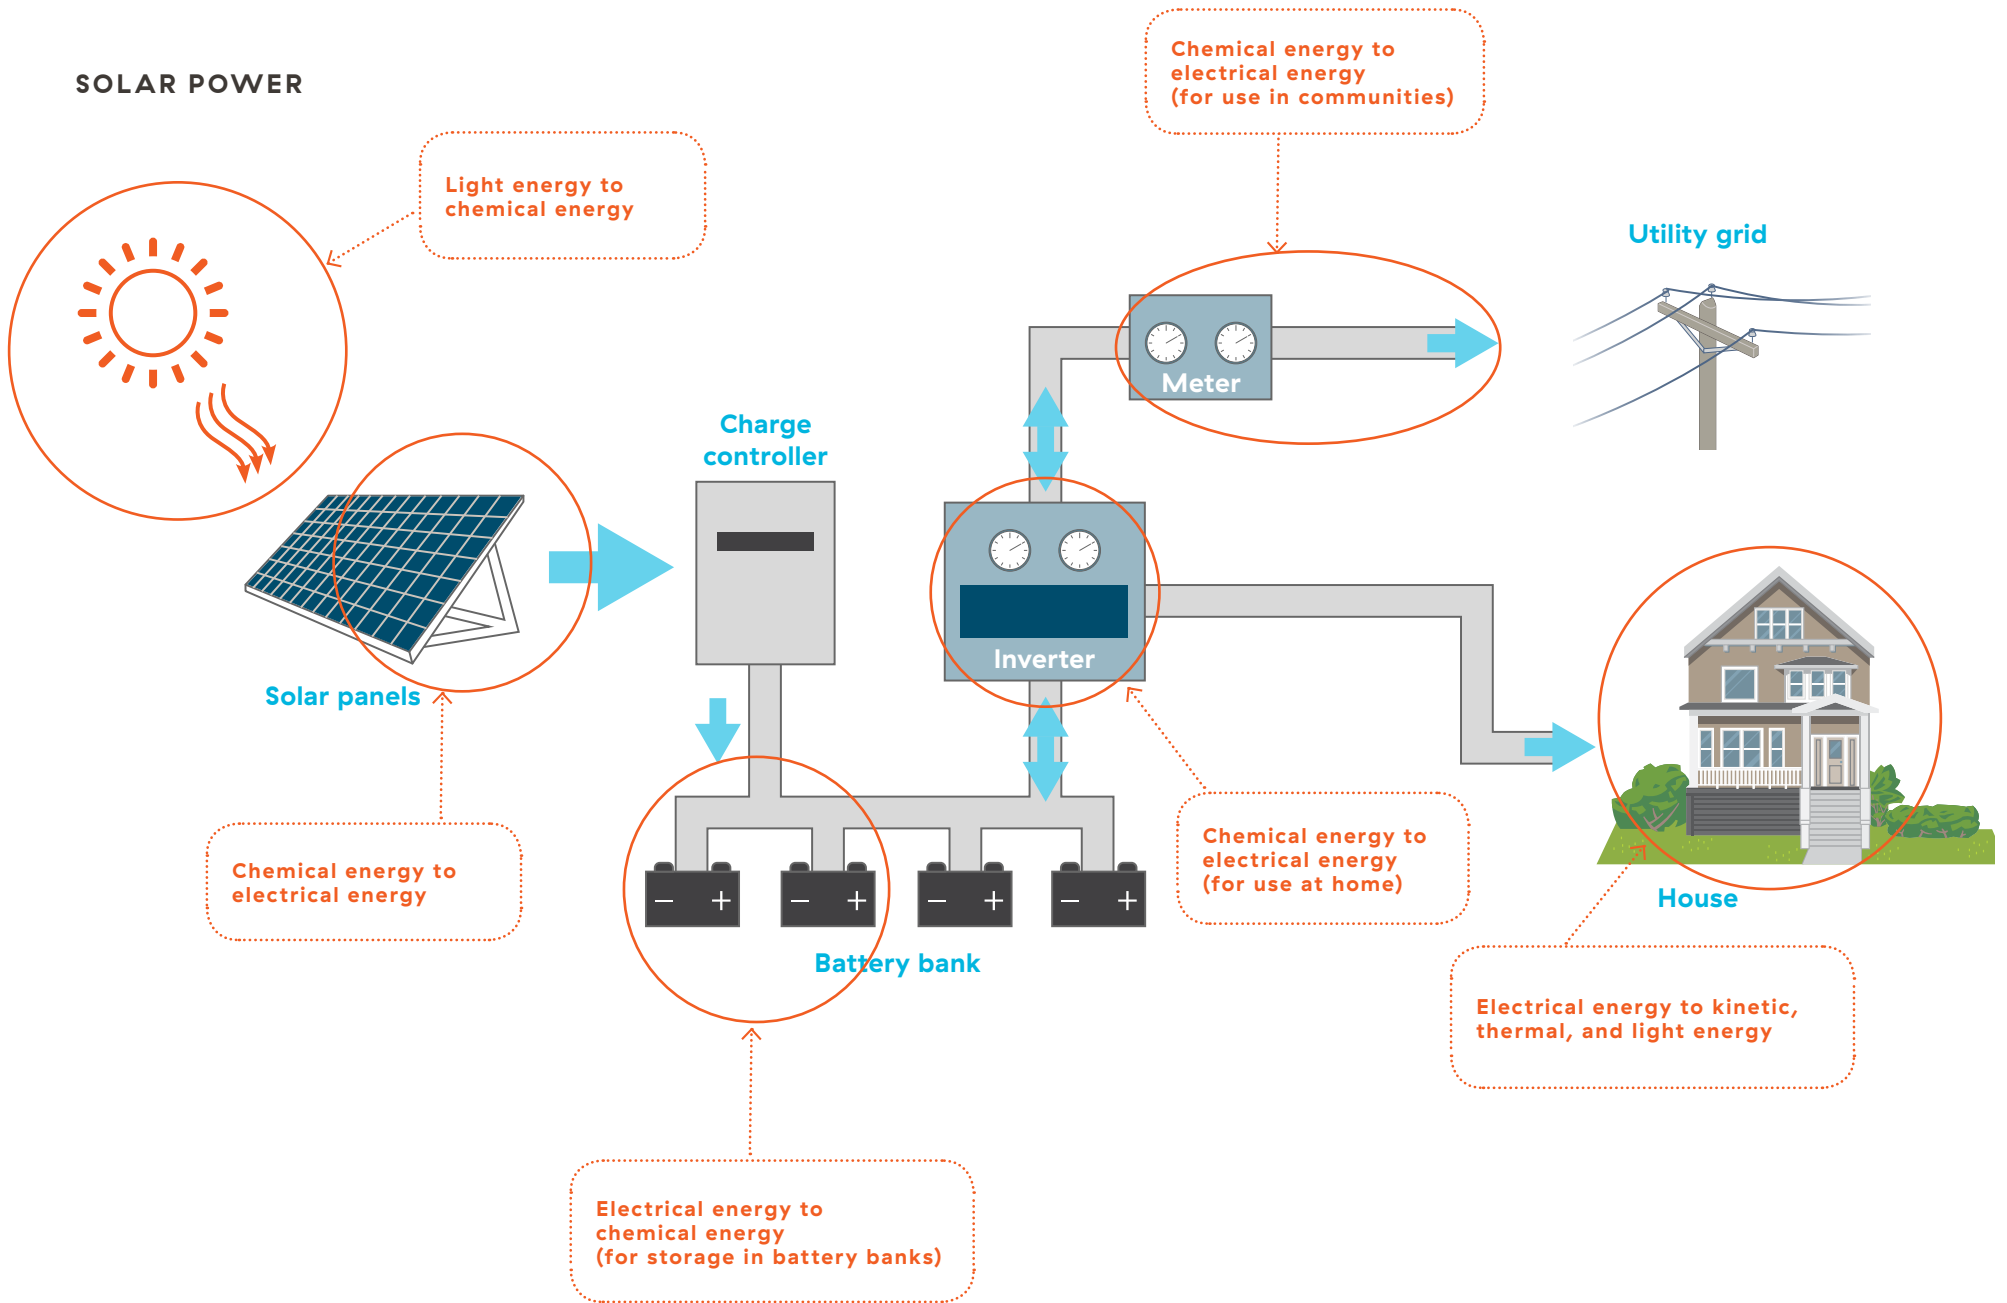 SOLAR POWER
Chemical energy to
electrical energy
(for use in communities)
Light energy to
chemical energy
Utility grid
Meter
Charge
controller
Inverter
Solar panels
Chemical energy to
electrical energy
(for use at home)
Chemical energy to
electrical energy
− + − + − + − +
House
Battery bank
Electrical energy to kinetic,
thermal, and light energy
Electrical energy to
chemical energy
(for storage in battery banks)